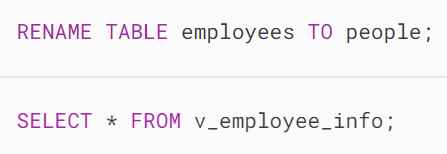 RENAME TABLE employees TO people;
SELECT * FROM v_employee_info;